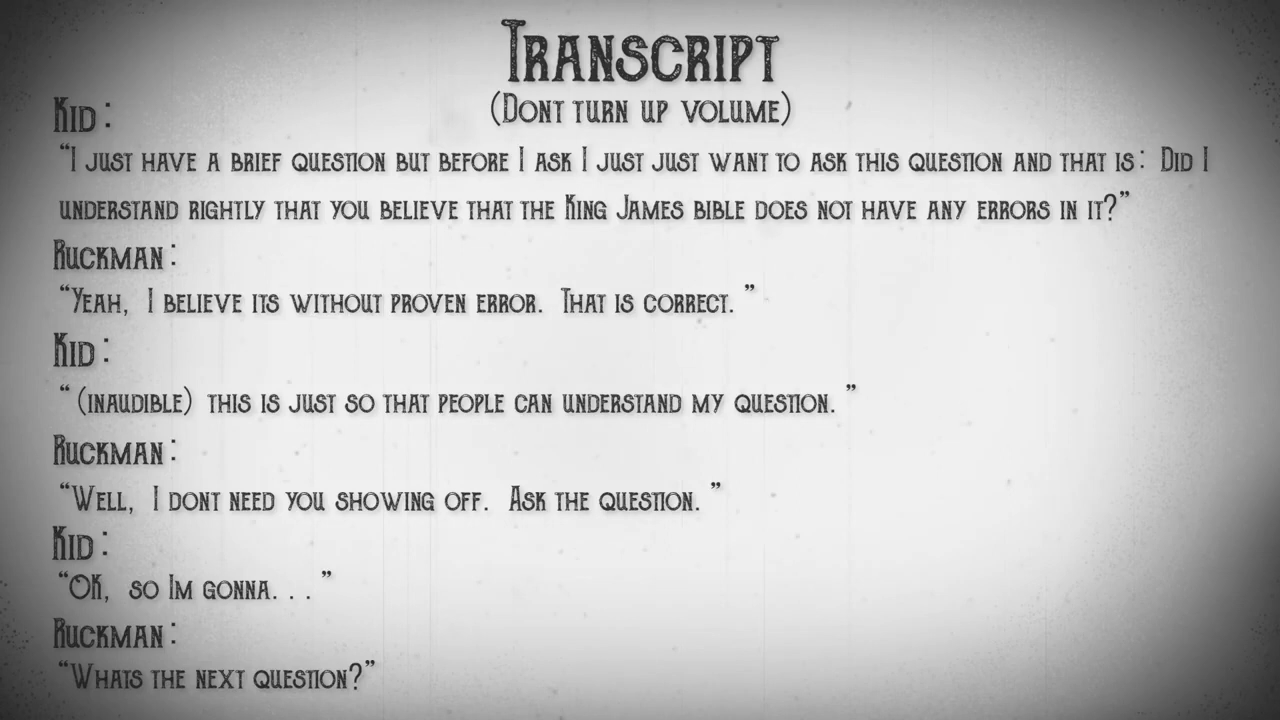 Transcript
(Dont turn up volume)
Kid:
"I just have a brief question but before I ask I just just want to ask this question and that is: Did I
understand rightly that you believe that the King James bible does not have any errors in it?"
Ruckman:
"Yeah, I believe its without proven error. That is correct. "
Kid:
" (inaudible) this is just so that people can understand my question. "
Ruckman:
"Well, I dont need you showing off. Ask the question. "
Kid:
"Ok, so Im gonna. . . "
Ruckman:
"Whats the next question?"